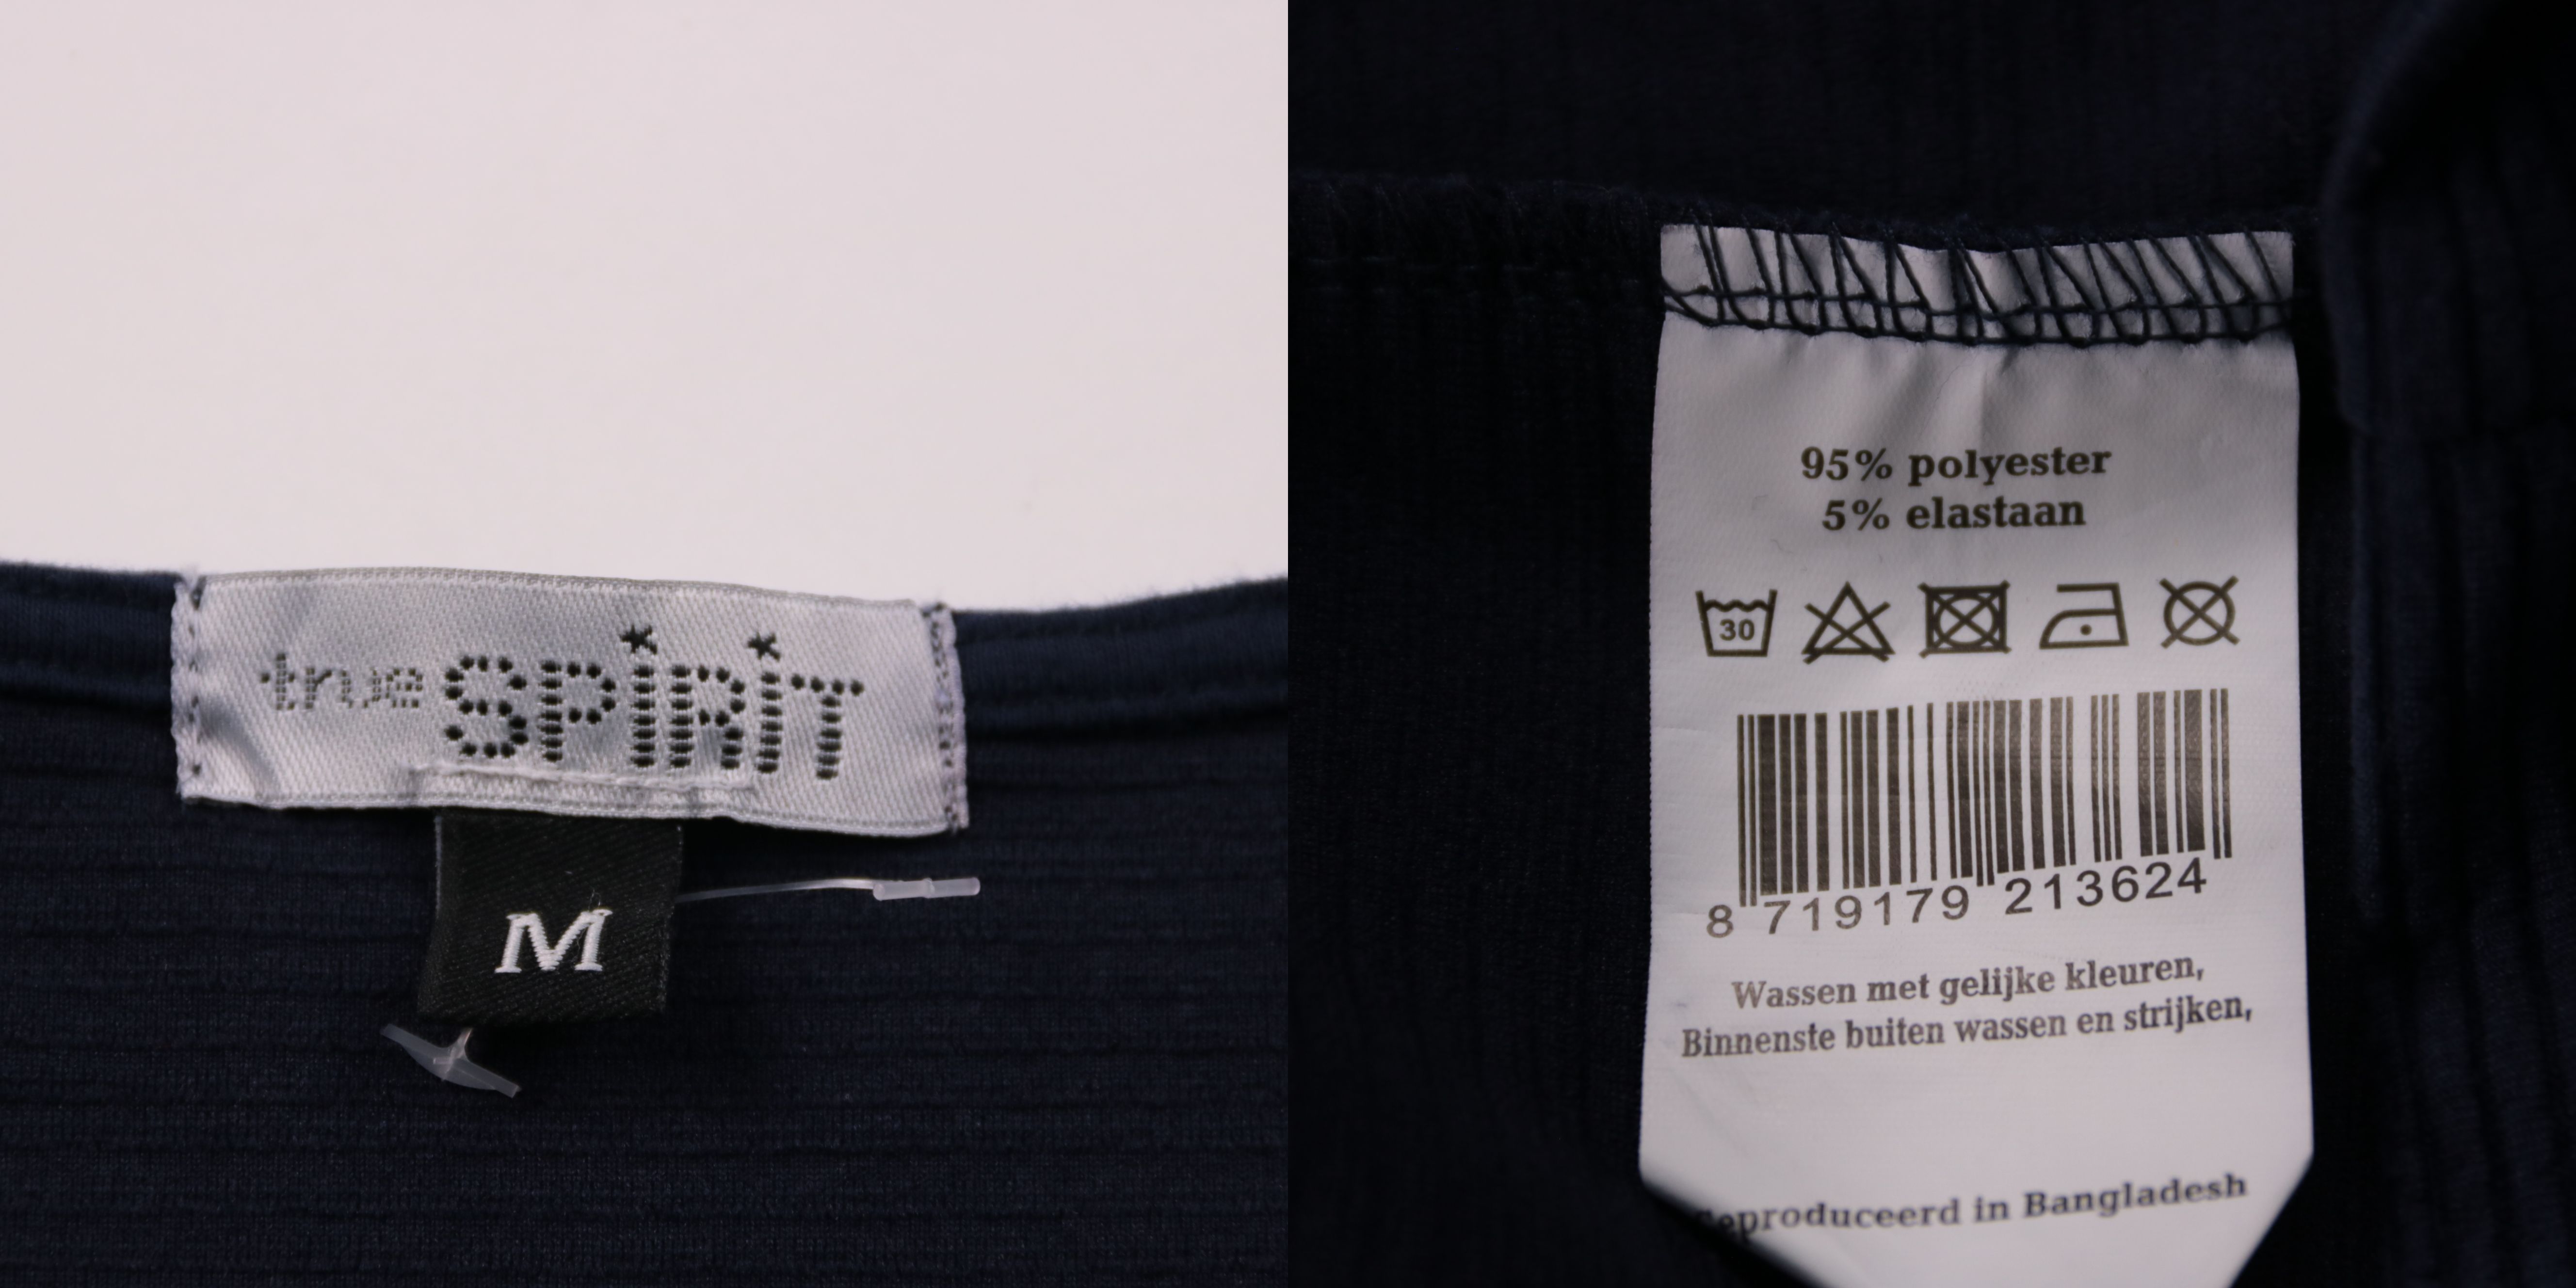 true SPiRiT
M
95% polyester
5% elastaan
30
8 719179 213624
Wassen met gelijke kleuren,
Binnenste buiten wassen en strijken,
in Bangladesh